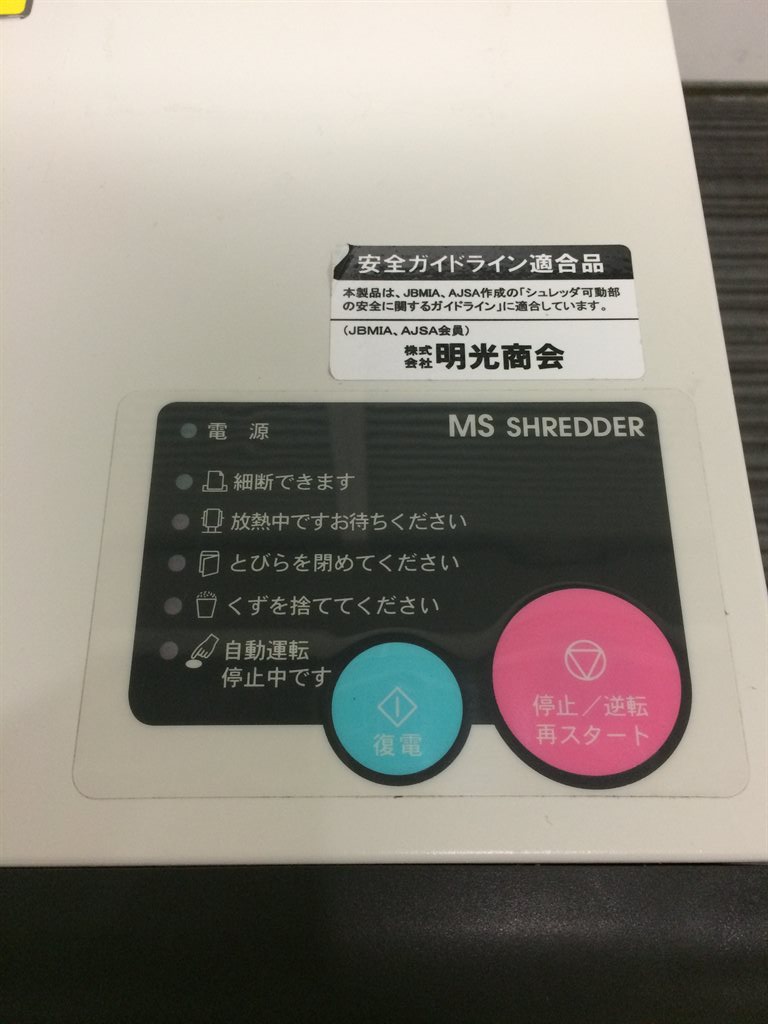 安全ガイドライン適合品
本製品は、JBMIA、AJSA作成の「シュレッダ可動部
の安全に関するガイドライン」に適合しています。
(JBMIA、AJSA会員)
株式会社 明光商会
電 源
MS SHREDDER
細断できます
放熱中ですお待ちください
とびらを閉めてください
くずを捨ててください
自動運転
停止中です
復電
停止／逆転
再スタート